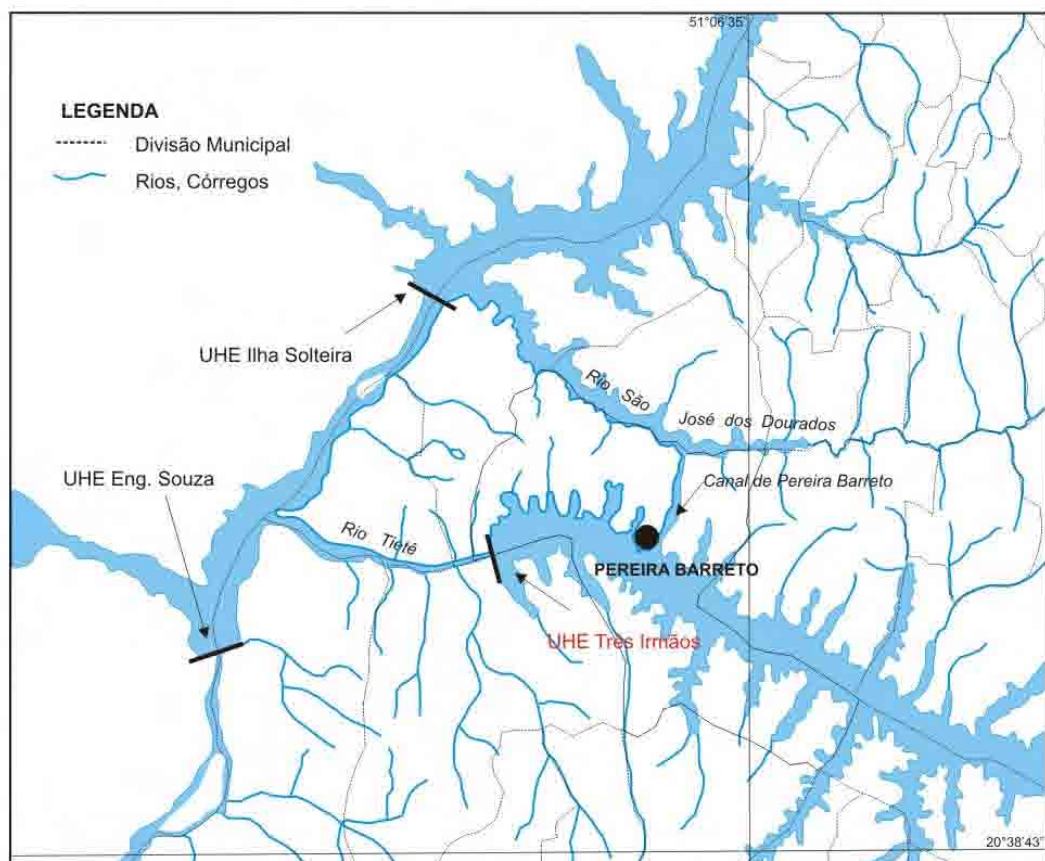 51°06'35"
LEGENDA
Divisão Municipal
Rios, Córregos
UHE Ilha Solteira
Rio São
José dos Dourados
UHE Eng. Souza
Canal de Pereira Barreto
Rio Tietê
PEREIRA BARRETO
UHE Três Irmãos
20°38'43"